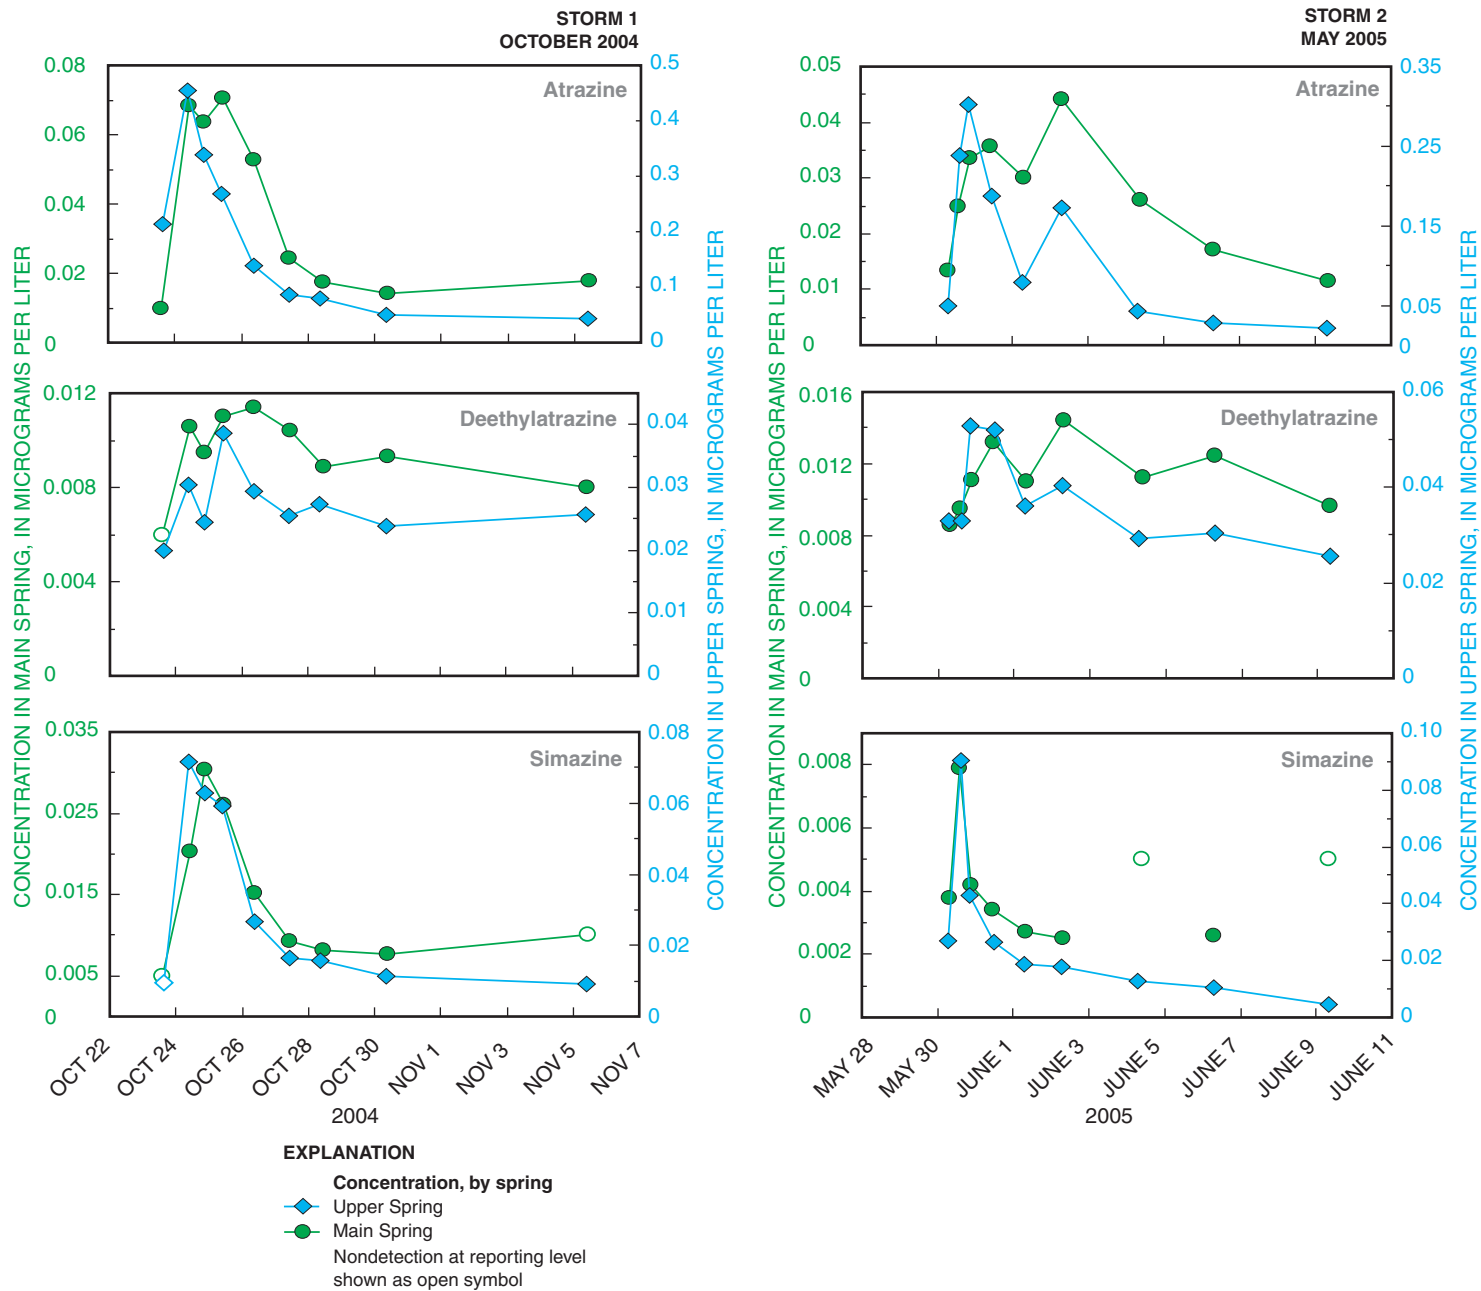 STORM 1
OCTOBER 2004
STORM 2
MAY 2005
CONCENTRATION IN MAIN SPRING, IN MICROGRAMS PER LITER
0.08
0.06
0.04
0.02
0
Atrazine
0.5
0.4
0.3
0.2
0.1
0
0.012
0.008
0.004
0
Deethylatrazine
0.04
0.03
0.02
0.01
0
0.035
0.025
0.015
0.005
0
Simazine
0.08
0.06
0.04
0.02
0
CONCENTRATION IN UPPER SPRING, IN MICROGRAMS PER LITER
OCT 22
OCT 24
OCT 26
OCT 28
OCT 30
NOV 1
NOV 3
NOV 5
NOV 7
2004
CONCENTRATION IN MAIN SPRING, IN MICROGRAMS PER LITER
0.05
0.04
0.03
0.02
0.01
0
Atrazine
0.35
0.25
0.15
0.05
0
0.016
0.012
0.008
0.004
0
Deethylatrazine
0.06
0.04
0.02
0
0.008
0.006
0.004
0.002
0
Simazine
0.10
0.08
0.06
0.04
0.02
0
CONCENTRATION IN UPPER SPRING, IN MICROGRAMS PER LITER
MAY 28
MAY 30
JUNE 1
JUNE 3
JUNE 5
JUNE 7
JUNE 9
JUNE 11
2005
EXPLANATION
Concentration, by spring
Upper Spring
Main Spring
Nondetection at reporting level
shown as open symbol